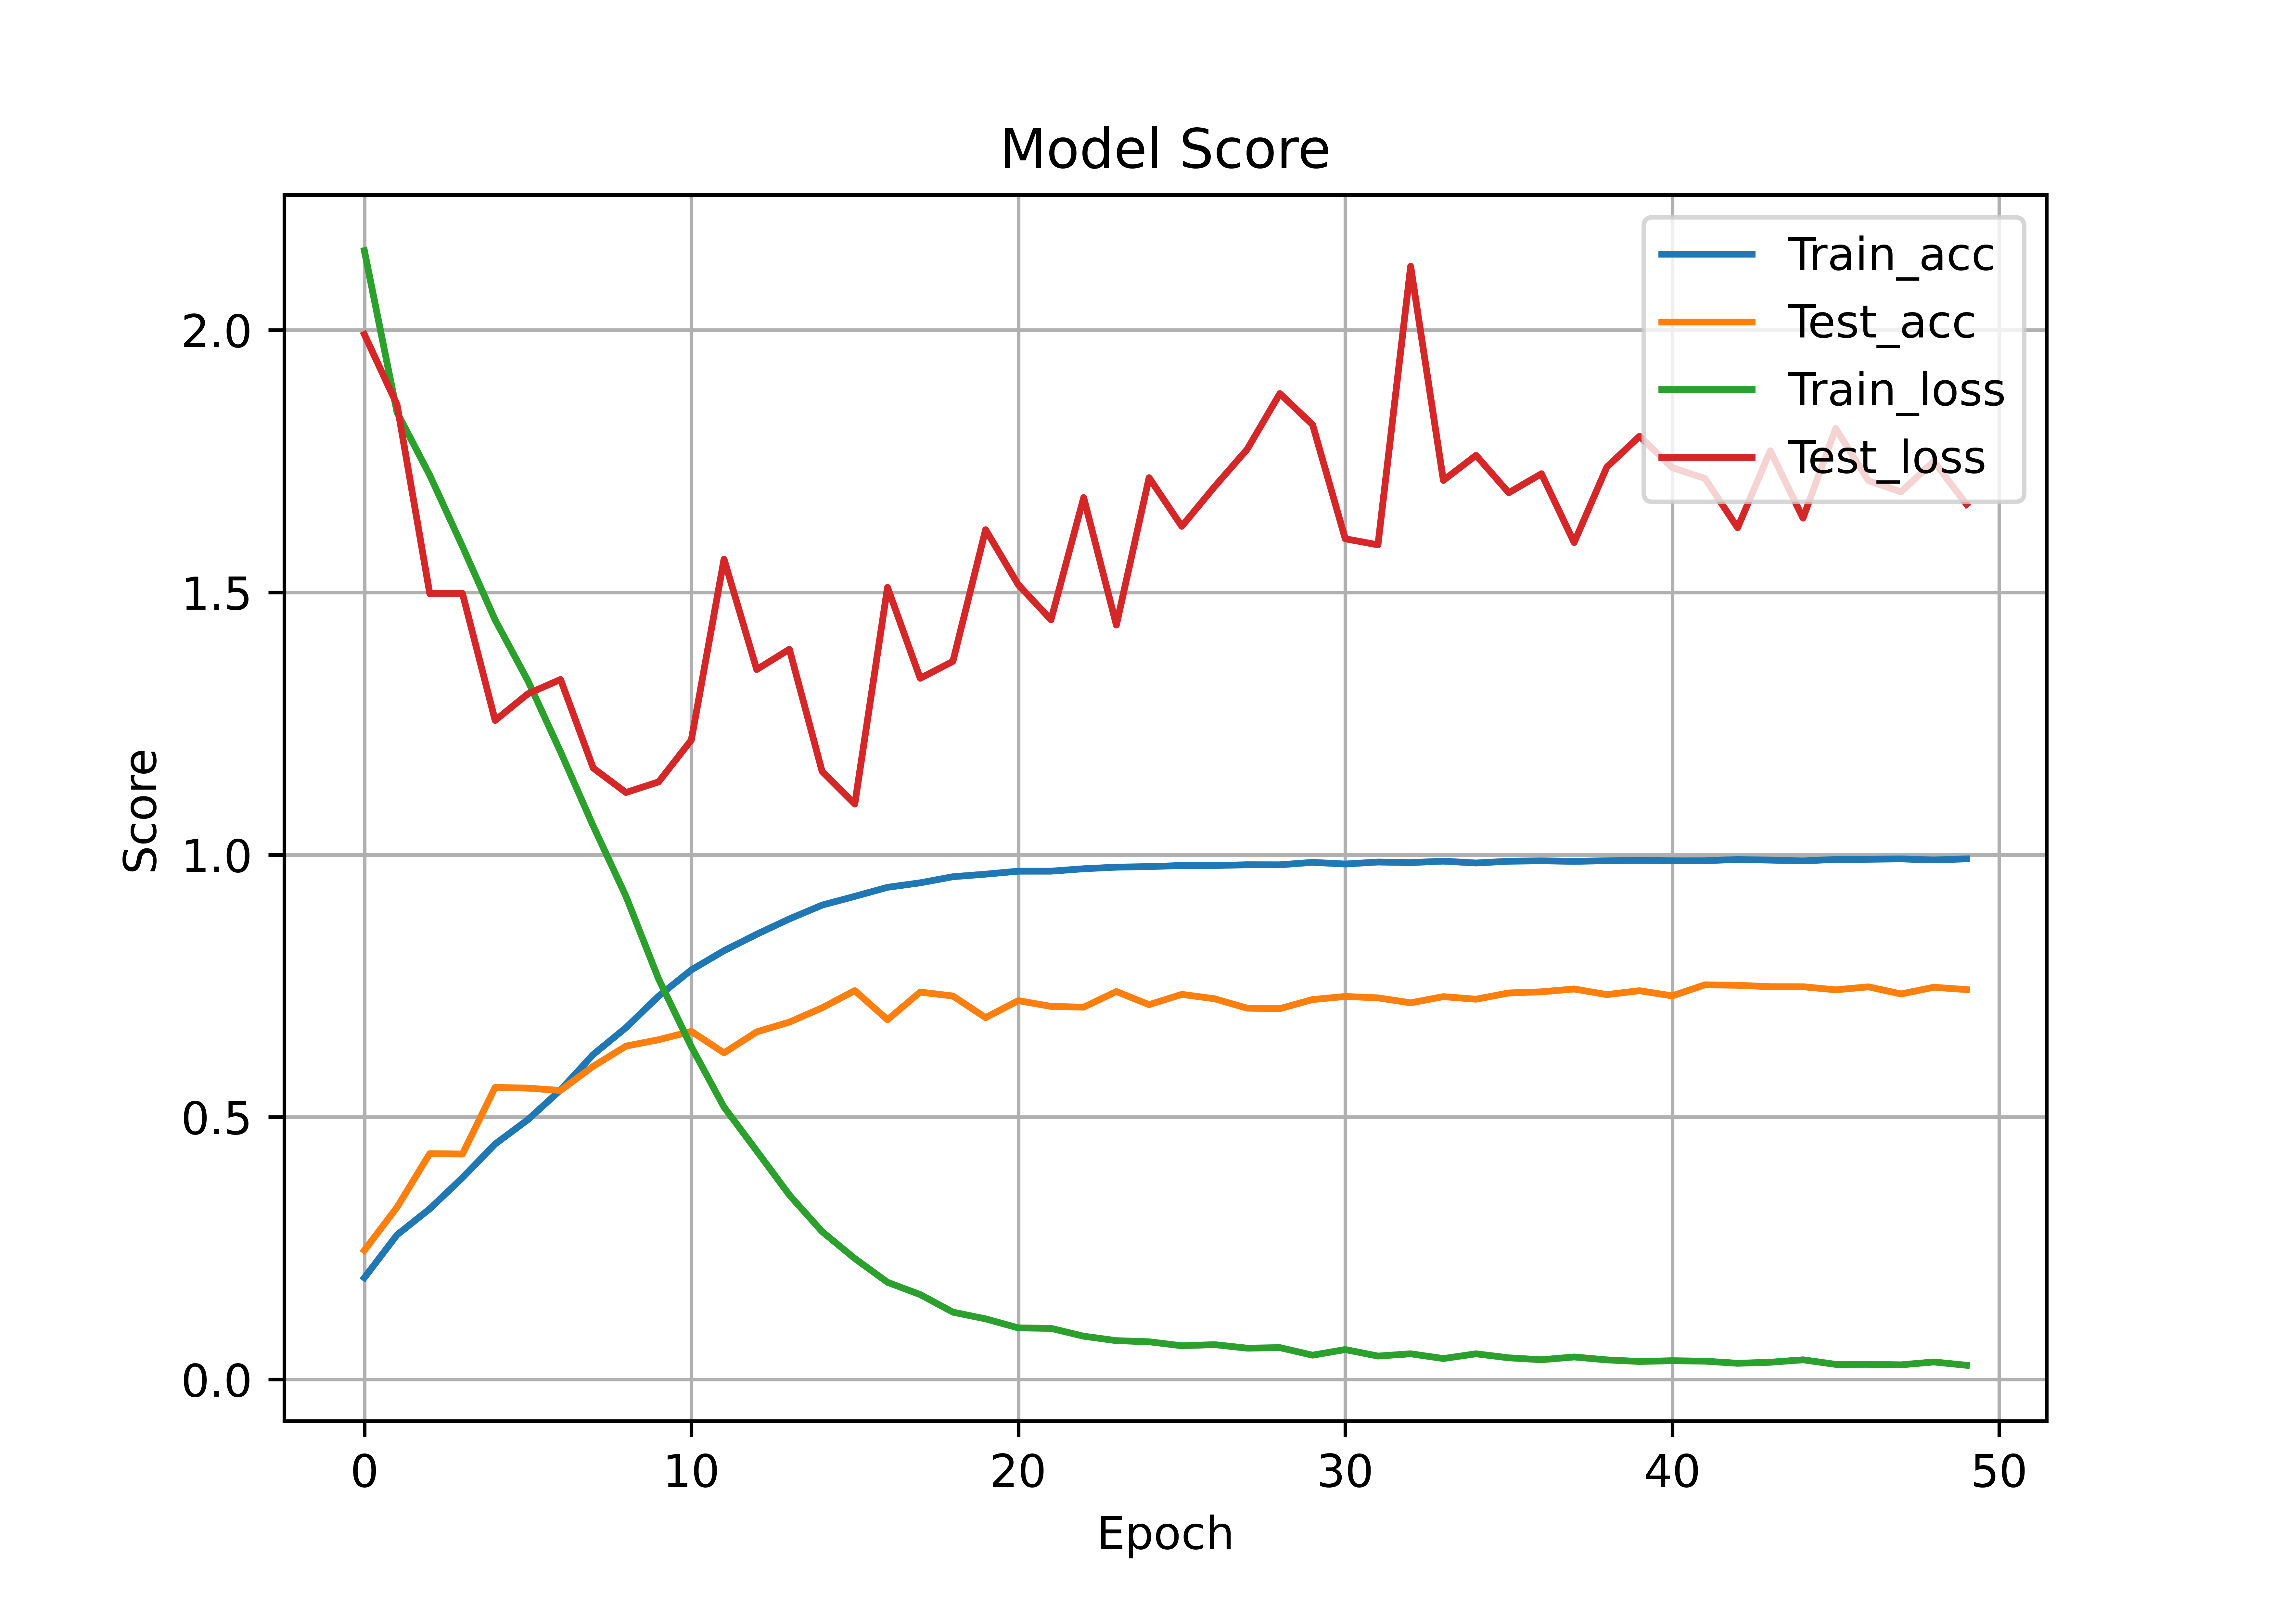 Model Score
Train_acc
Test_acc
Train_loss
Test_loss
2.0
1.5
1.0
0.5
0.0
Score
0 10 20 30 40 50
Epoch